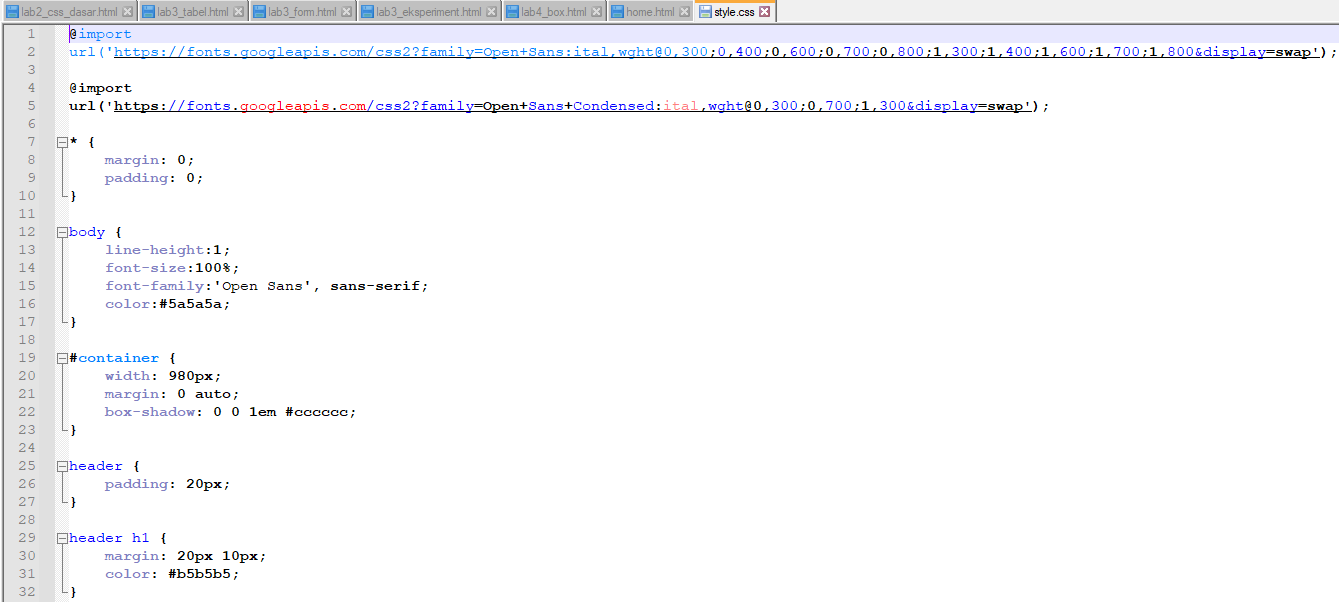 lab2_css_dasar.html lab3_tabel.html lab3_form.html lab3_eksperiment.html lab4_box.html home.html style.css
1 @import
2 url('https://fonts.googleapis.com/css2?family=Open+Sans:ital,wght@0,300;0,400;0,600;0,700;0,800;1,300;1,400;1,600;1,700;1,800&display=swap');
3
4 @import
5 url('https://fonts.googleapis.com/css2?family=Open+Sans+Condensed:ital,wght@0,300;0,700;1,300&display=swap');
6
7 * {
8 margin: 0;
9 padding: 0;
10 }
11
12 body {
13 line-height:1;
14 font-size:100%;
15 font-family:'Open Sans', sans-serif;
16 color:#5a5a5a;
17 }
18
19 #container {
20 width: 980px;
21 margin: 0 auto;
22 box-shadow: 0 0 1em #cccccc;
23 }
24
25 header {
26 padding: 20px;
27 }
28
29 header h1 {
30 margin: 20px 10px;
31 color: #b5b5b5;
32 }